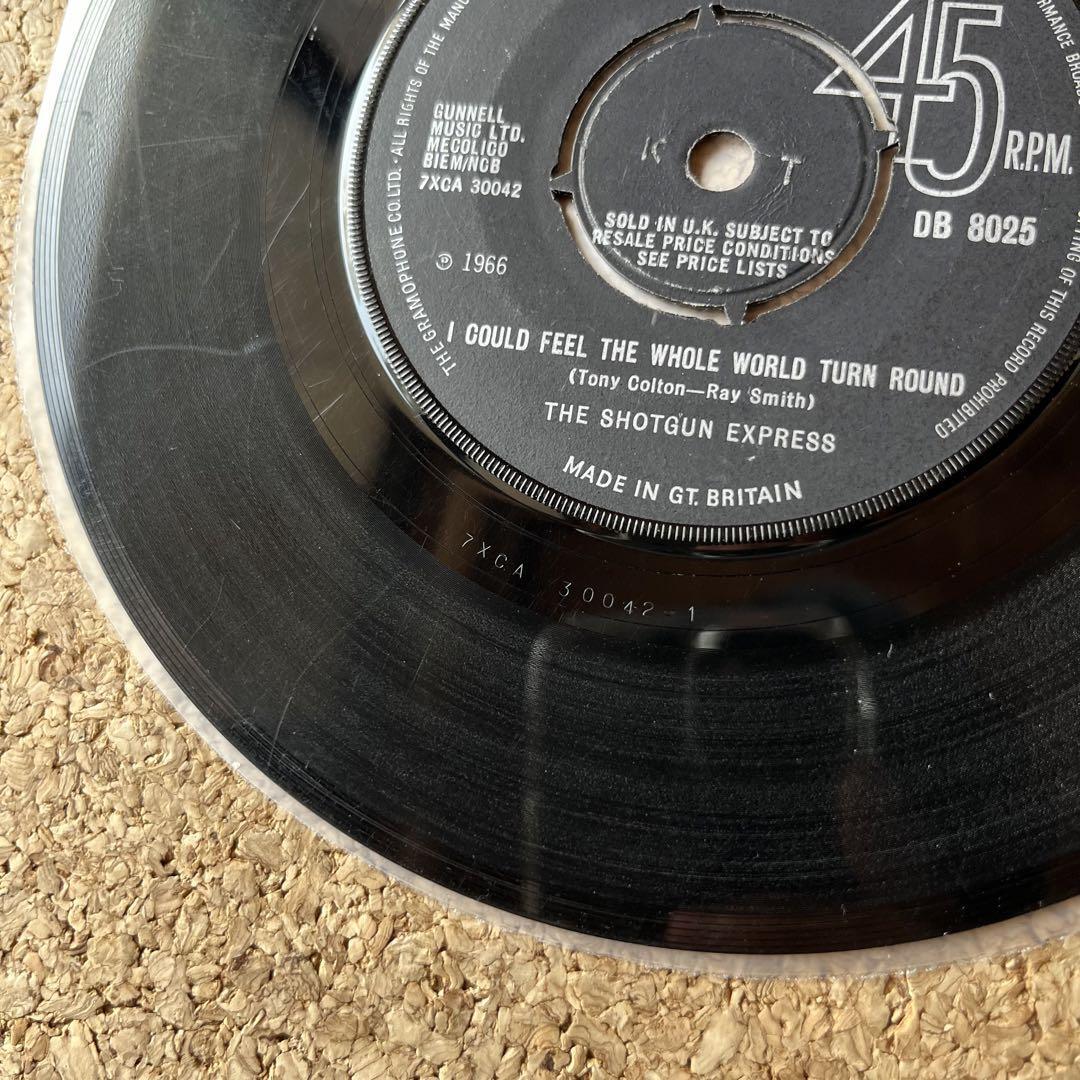 GUNNELL
MUSIC LTD.
MECOLICO
BIEM/NCB
7XCA 30042
℗ 1966
45
R.P.M.
DB 8025
K T
SOLD IN U.K. SUBJECT TO
RESALE PRICE CONDITIONS
SEE PRICE LISTS
I COULD FEEL THE WHOLE WORLD TURN ROUND
(Tony Colton—Ray Smith)
THE SHOTGUN EXPRESS
MADE IN GT. BRITAIN
THE GRAMOPHONE CO. LTD. · ALL RIGHTS OF THE
OF THIS RECORD PROHIBITED
7XCA 30042-1